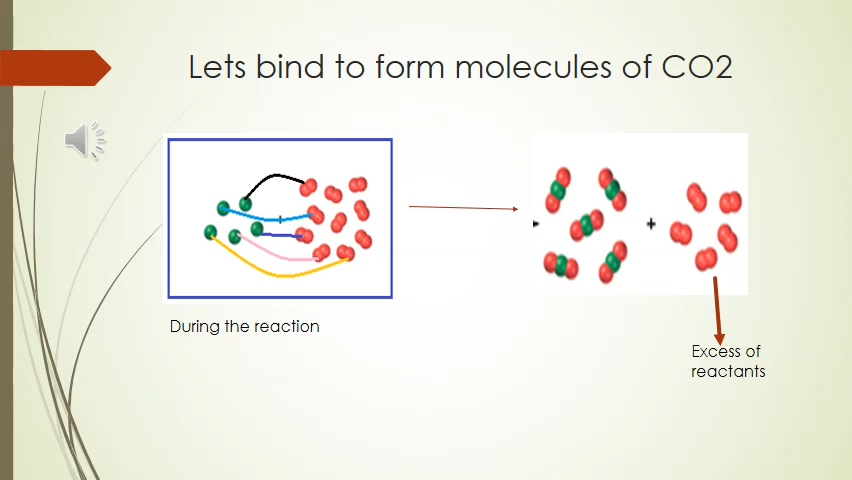 Lets bind to form molecules of CO2
+
+
During the reaction
Excess of
reactants